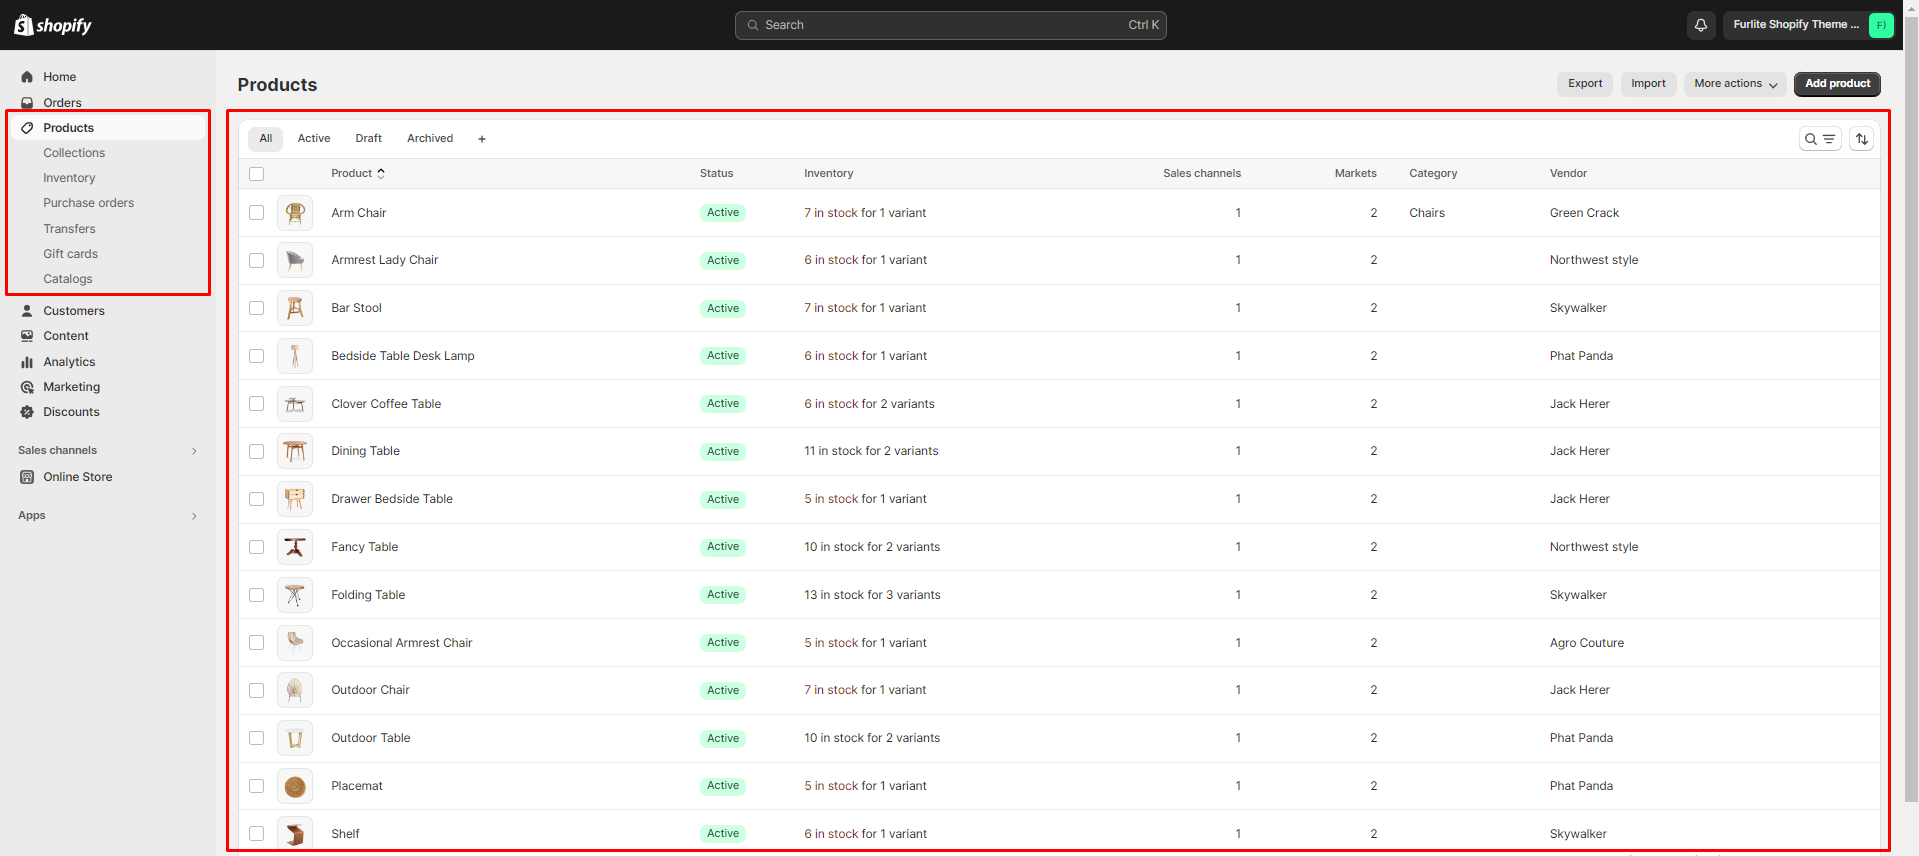 shopify
Search Ctrl K
Furlite Shopify Theme ... F)
Home
Orders
Products
Collections
Inventory
Purchase orders
Transfers
Gift cards
Catalogs
Customers
Content
Analytics
Marketing
Discounts
Sales channels
Online Store
Apps
Products
Export Import More actions Add product
All Active Draft Archived +
Product Status Inventory Sales channels Markets Category Vendor
Arm Chair Active 7 in stock for 1 variant 1 2 Chairs Green Crack
Armrest Lady Chair Active 6 in stock for 1 variant 1 2 Northwest style
Bar Stool Active 7 in stock for 1 variant 1 2 Skywalker
Bedside Table Desk Lamp Active 6 in stock for 1 variant 1 2 Phat Panda
Clover Coffee Table Active 6 in stock for 2 variants 1 2 Jack Herer
Dining Table Active 11 in stock for 2 variants 1 2 Jack Herer
Drawer Bedside Table Active 5 in stock for 1 variant 1 2 Jack Herer
Fancy Table Active 10 in stock for 2 variants 1 2 Northwest style
Folding Table Active 13 in stock for 3 variants 1 2 Skywalker
Occasional Armrest Chair Active 5 in stock for 1 variant 1 2 Agro Couture
Outdoor Chair Active 7 in stock for 1 variant 1 2 Jack Herer
Outdoor Table Active 10 in stock for 2 variants 1 2 Phat Panda
Placemat Active 5 in stock for 1 variant 1 2 Phat Panda
Shelf Active 6 in stock for 1 variant 1 2 Skywalker